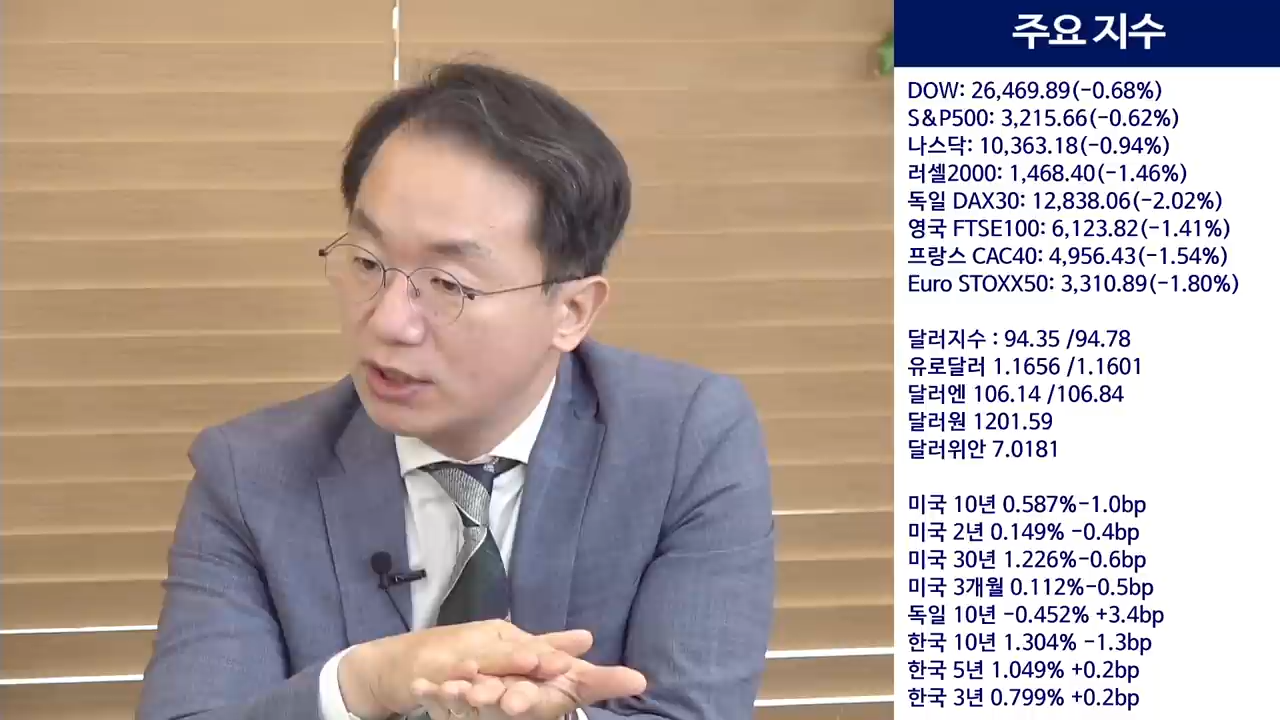 주요 지수
DOW: 26,469.89(-0.68%)
S&P500: 3,215.66(-0.62%)
나스닥: 10,363.18(-0.94%)
러셀2000: 1,468.40(-1.46%)
독일 DAX30: 12,838.06(-2.02%)
영국 FTSE100: 6,123.82(-1.41%)
프랑스 CAC40: 4,956.43(-1.54%)
Euro STOXX50: 3,310.89(-1.80%)
달러지수 : 94.35 /94.78
유로달러 1.1656 /1.1601
달러엔 106.14 /106.84
달러원 1201.59
달러위안 7.0181
미국 10년 0.587%-1.0bp
미국 2년 0.149% -0.4bp
미국 30년 1.226%-0.6bp
미국 3개월 0.112%-0.5bp
독일 10년 -0.452% +3.4bp
한국 10년 1.304% -1.3bp
한국 5년 1.049% +0.2bp
한국 3년 0.799% +0.2bp